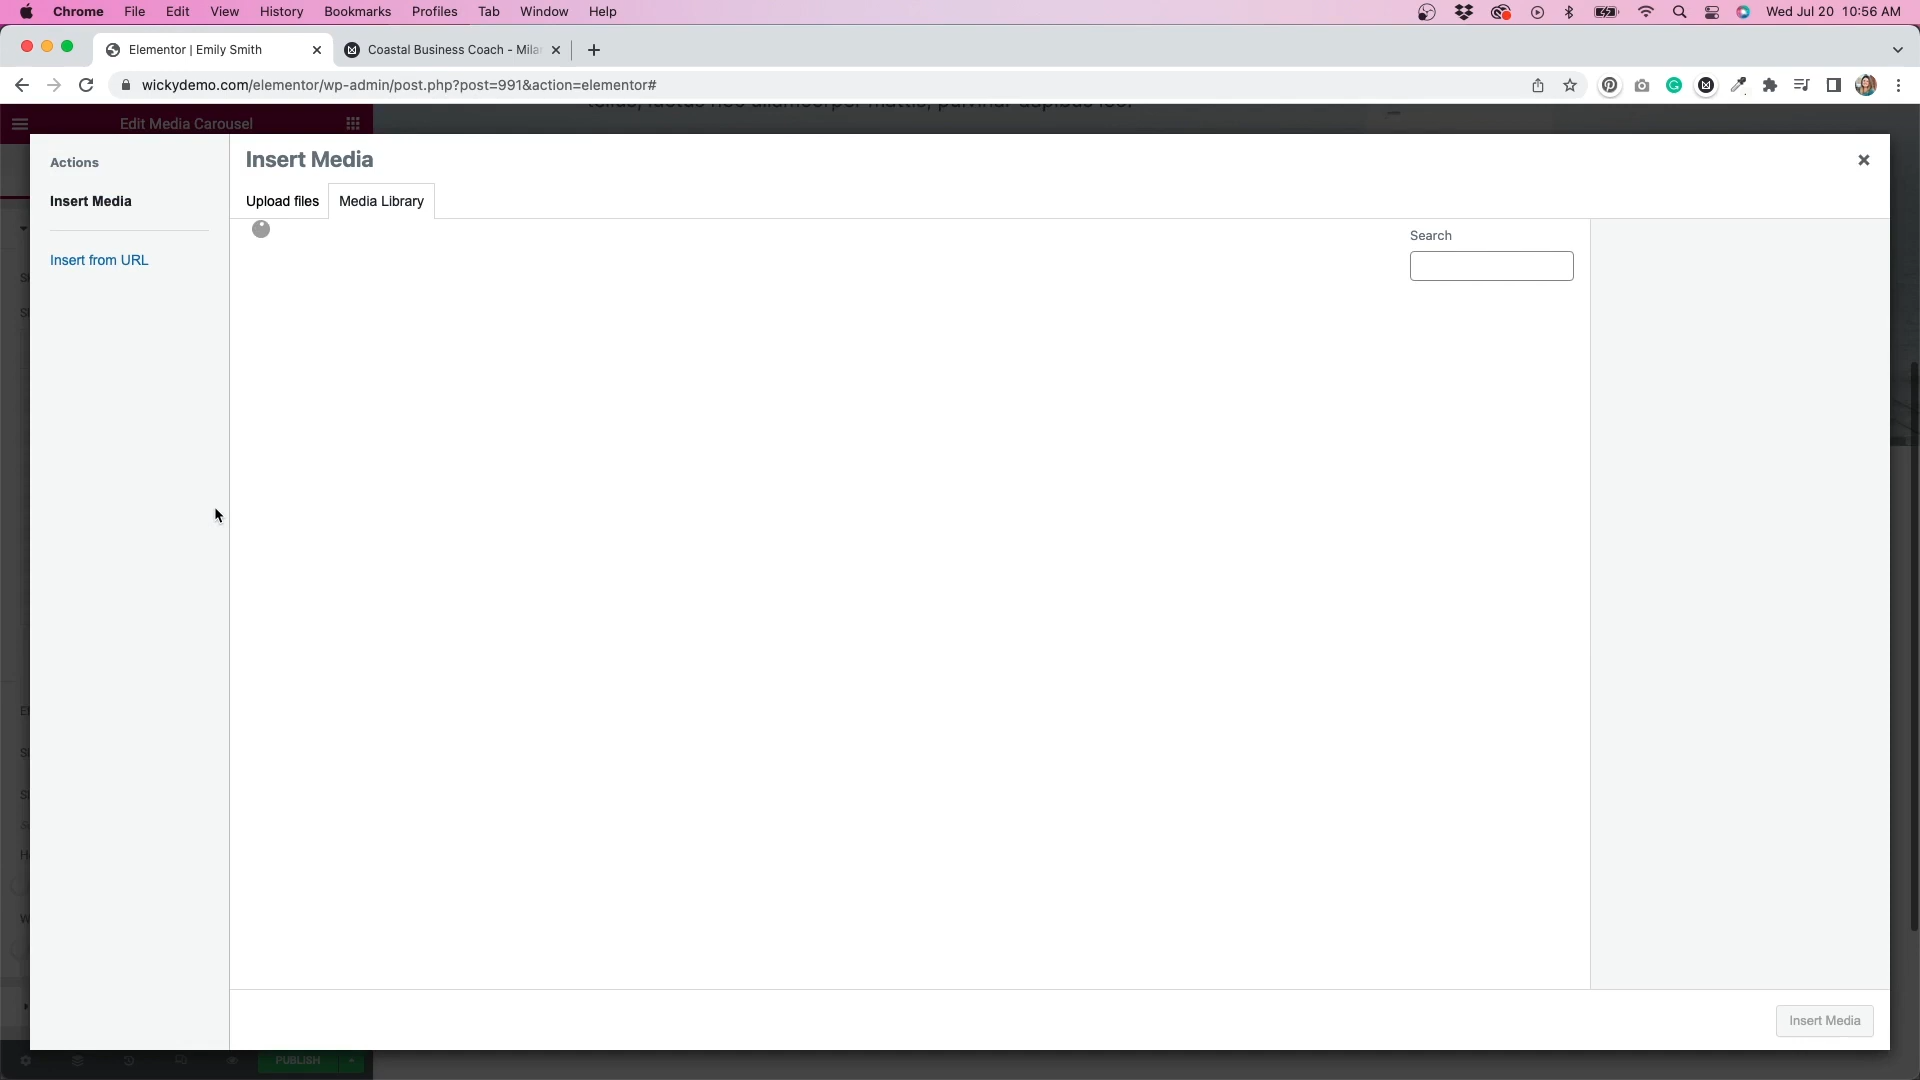 Chrome File Edit View History Bookmarks Profiles Tab Window Help Wed Jul 20 10:56 AM
Elementor | Emily Smith
Coastal Business Coach - Mila
wickydemo.com/elementor/wp-admin/post.php?post=991&action=elementor#
Edit Media Carousel
Actions
Insert Media
Insert from URL
Insert Media
Upload files
Media Library
Search
Insert Media
PUBLISH